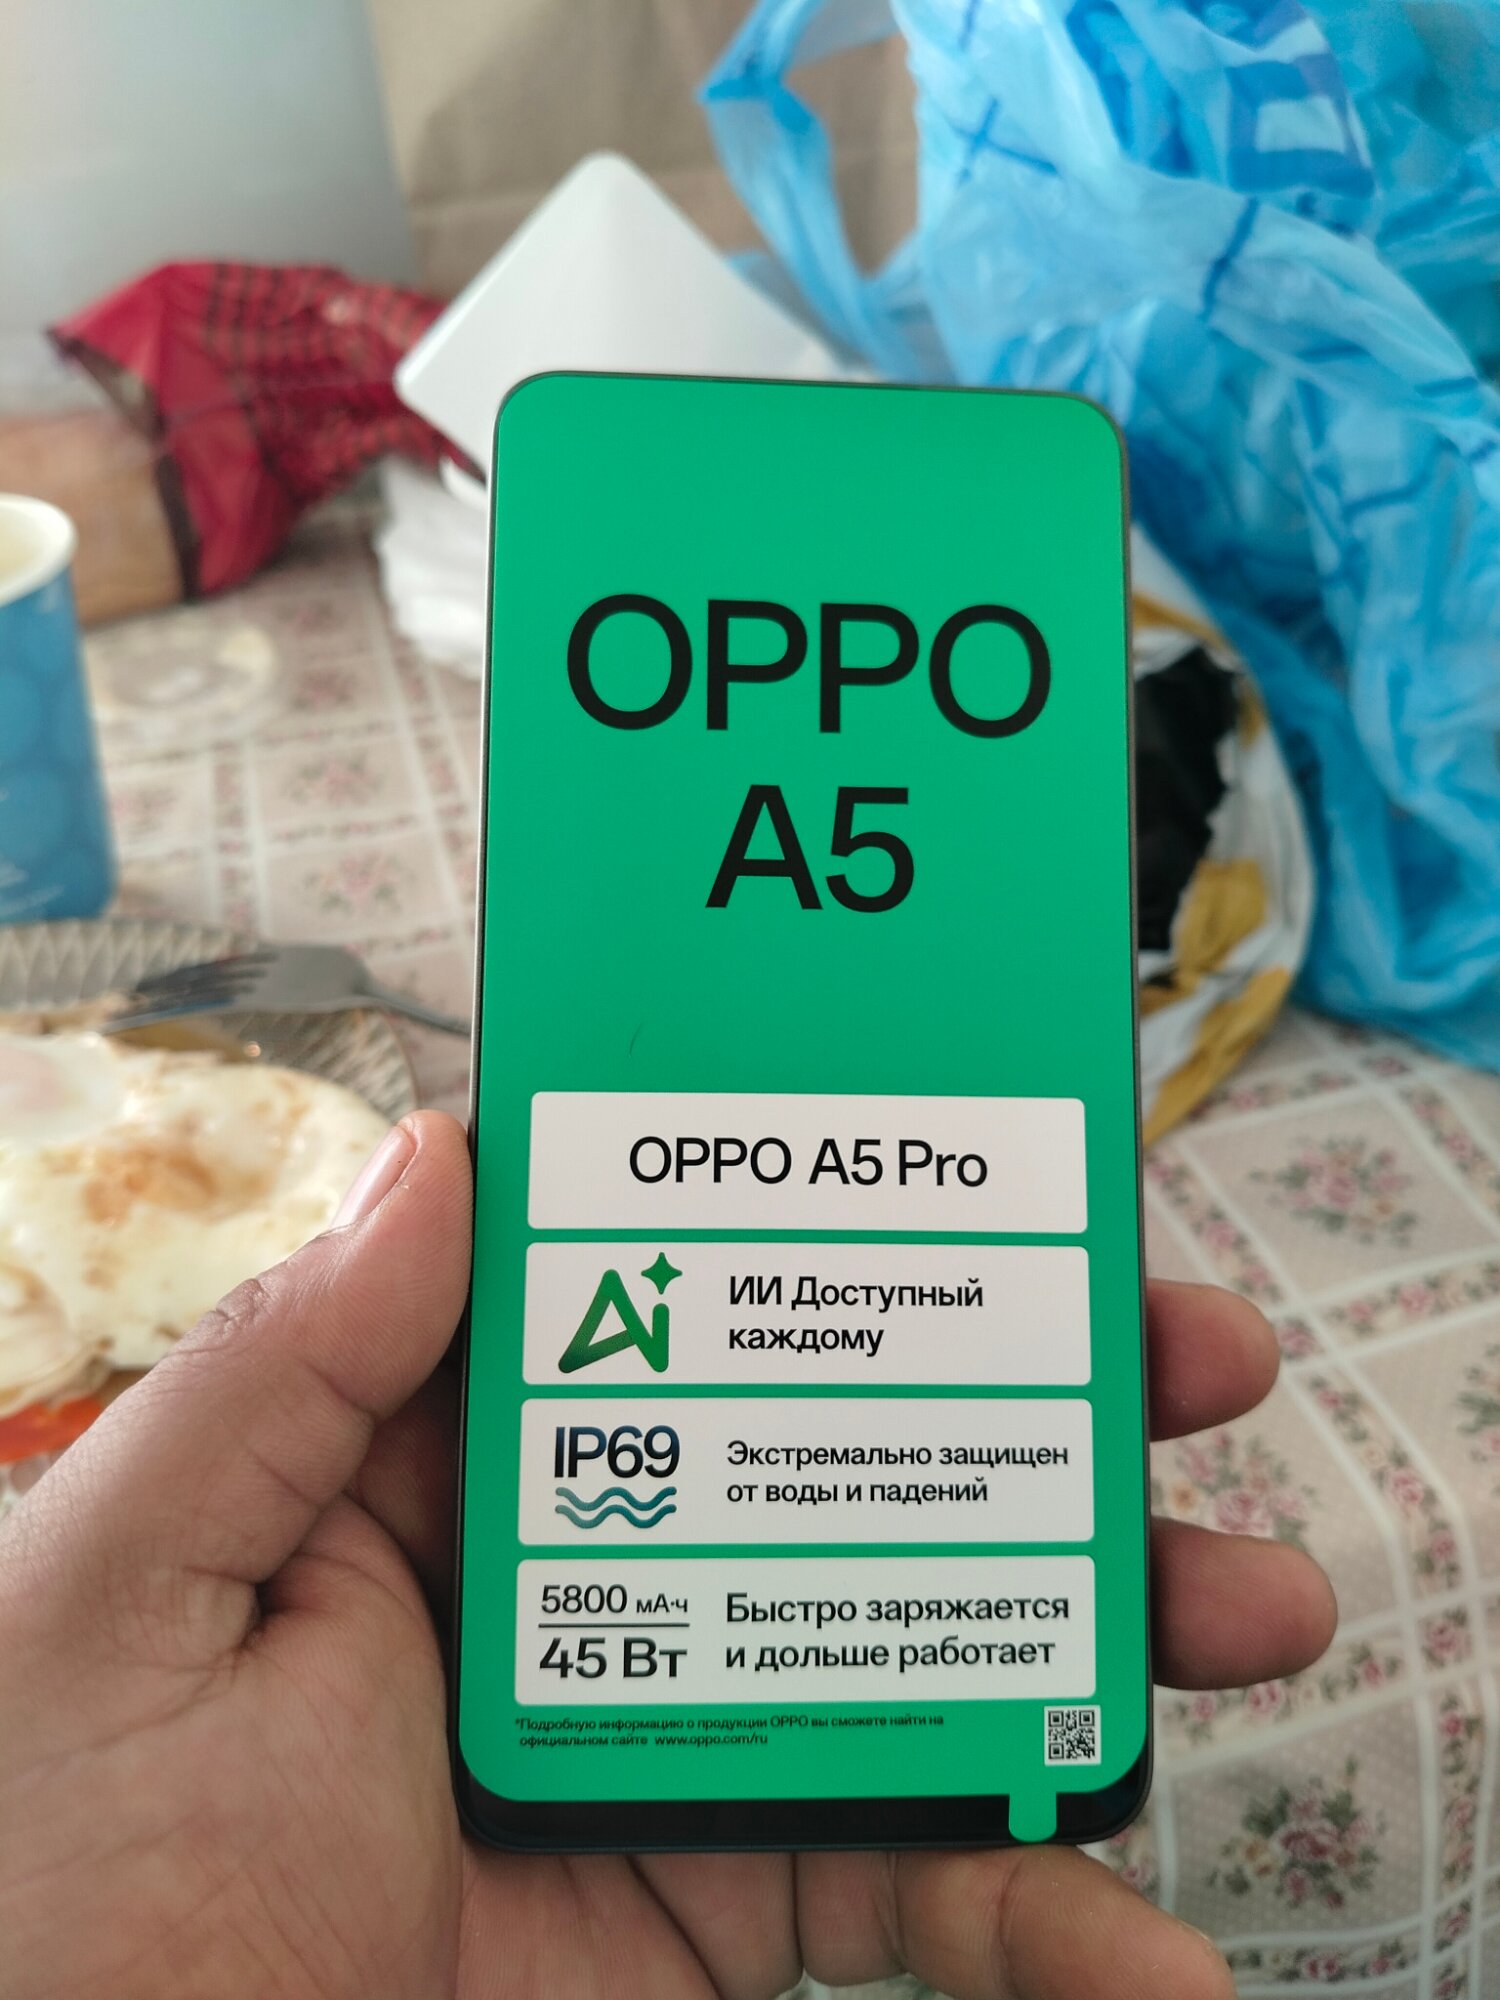 OPPO
A5
OPPO A5 Pro
Ai
ИИ Доступный
каждому
IP69
Экстремально защищен
от воды и падений
5800 мА·ч
45 Вт
Быстро заряжается
и дольше работает
*Подробную информацию о продукции OPPO вы сможете найти на
официальном сайте www.oppo.com/ru